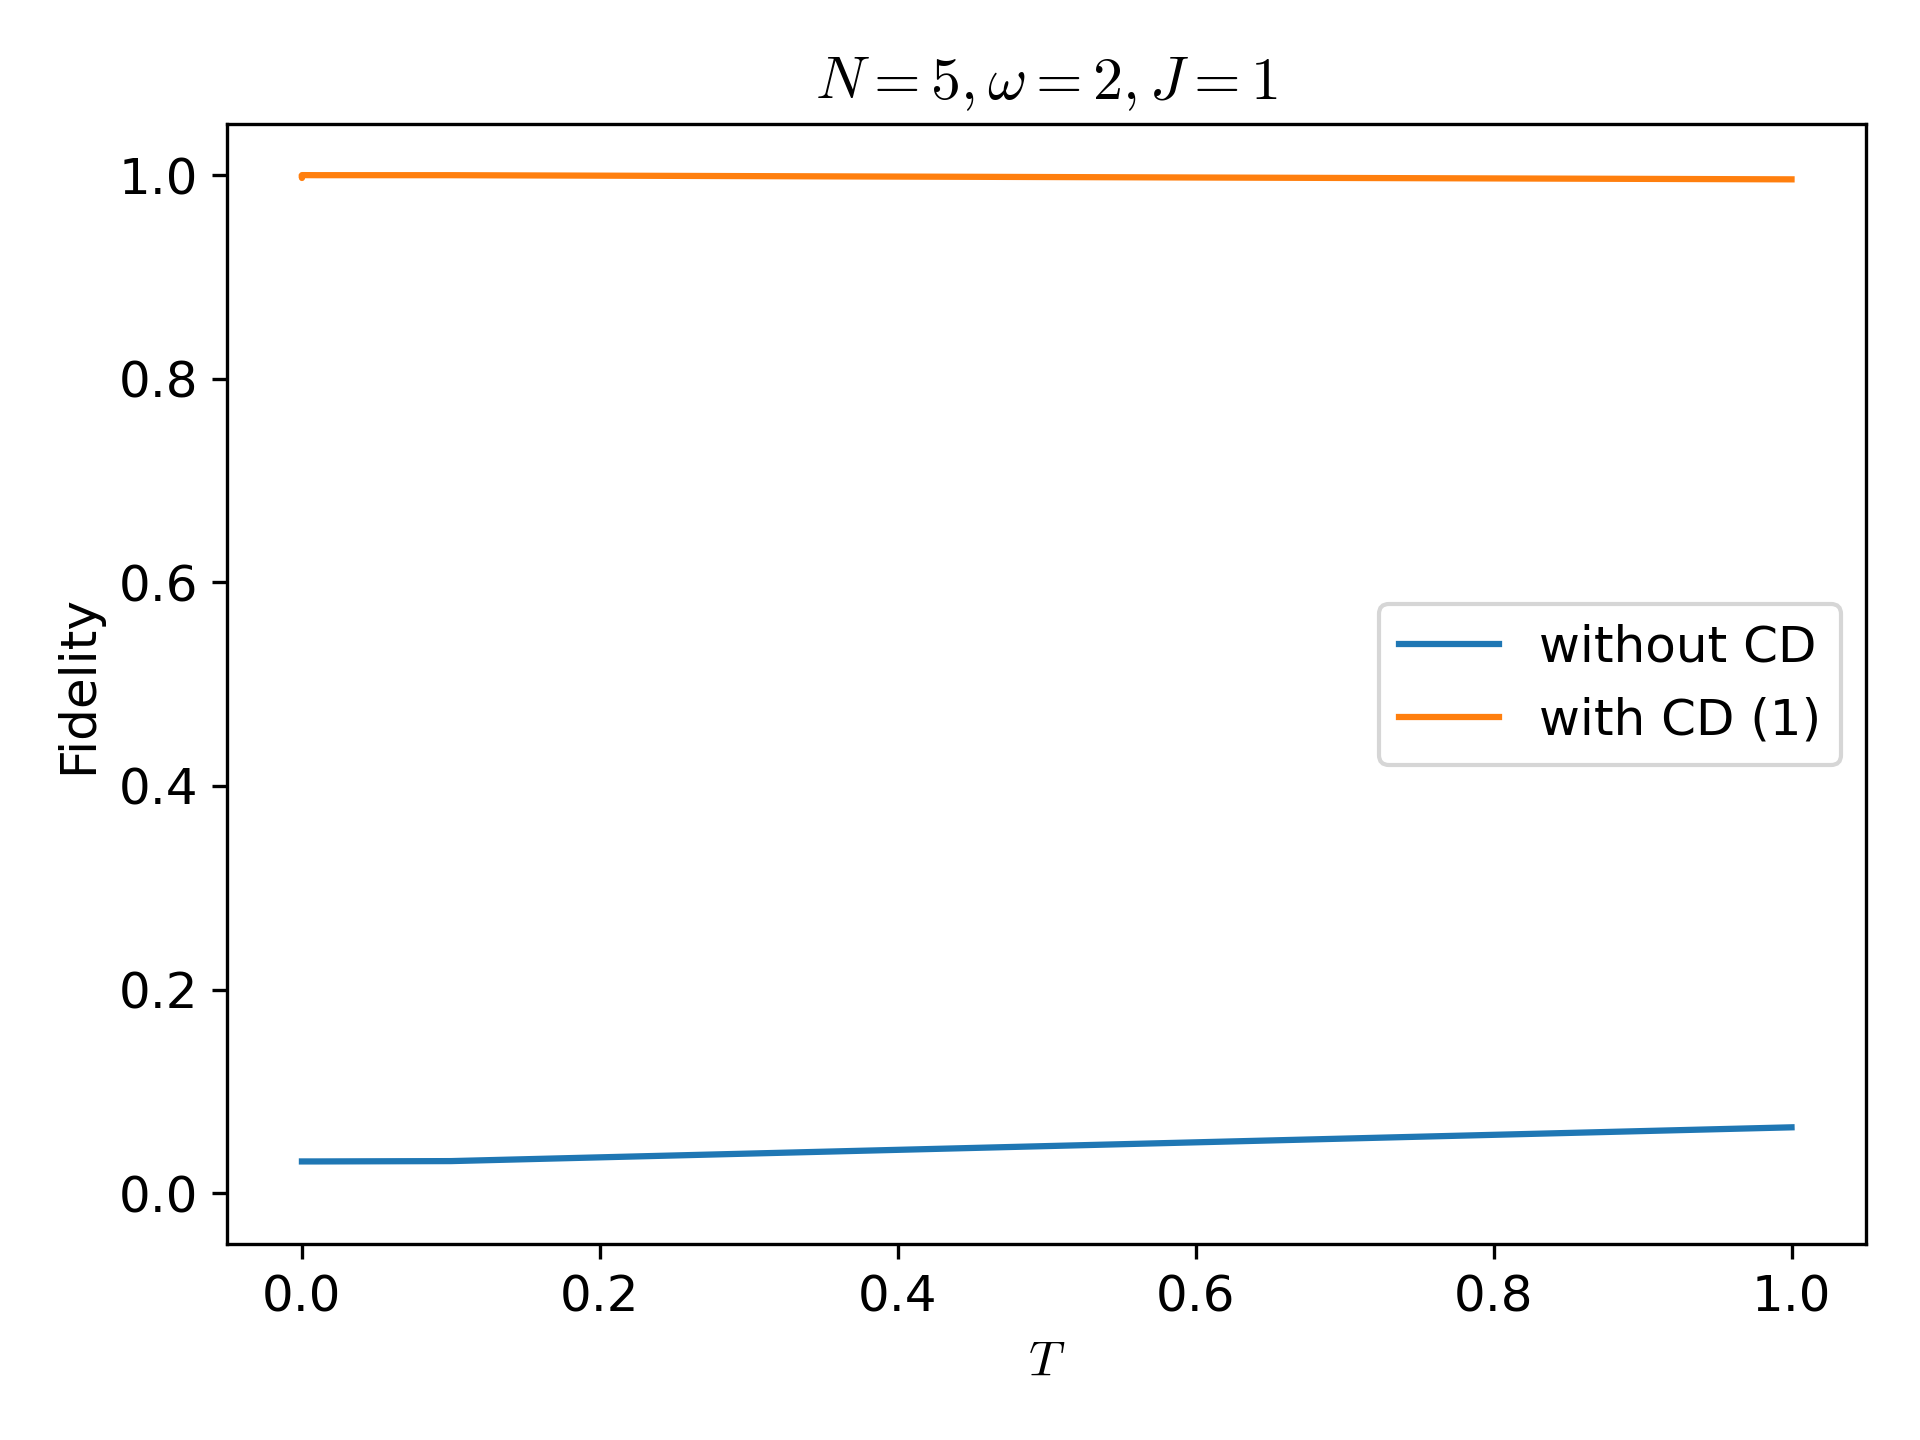 N = 5, ω = 2, J = 1
Fidelity
1.0
0.8
0.6
0.4
0.2
0.0
without CD
with CD (1)
0.0 0.2 0.4 0.6 0.8 1.0
T